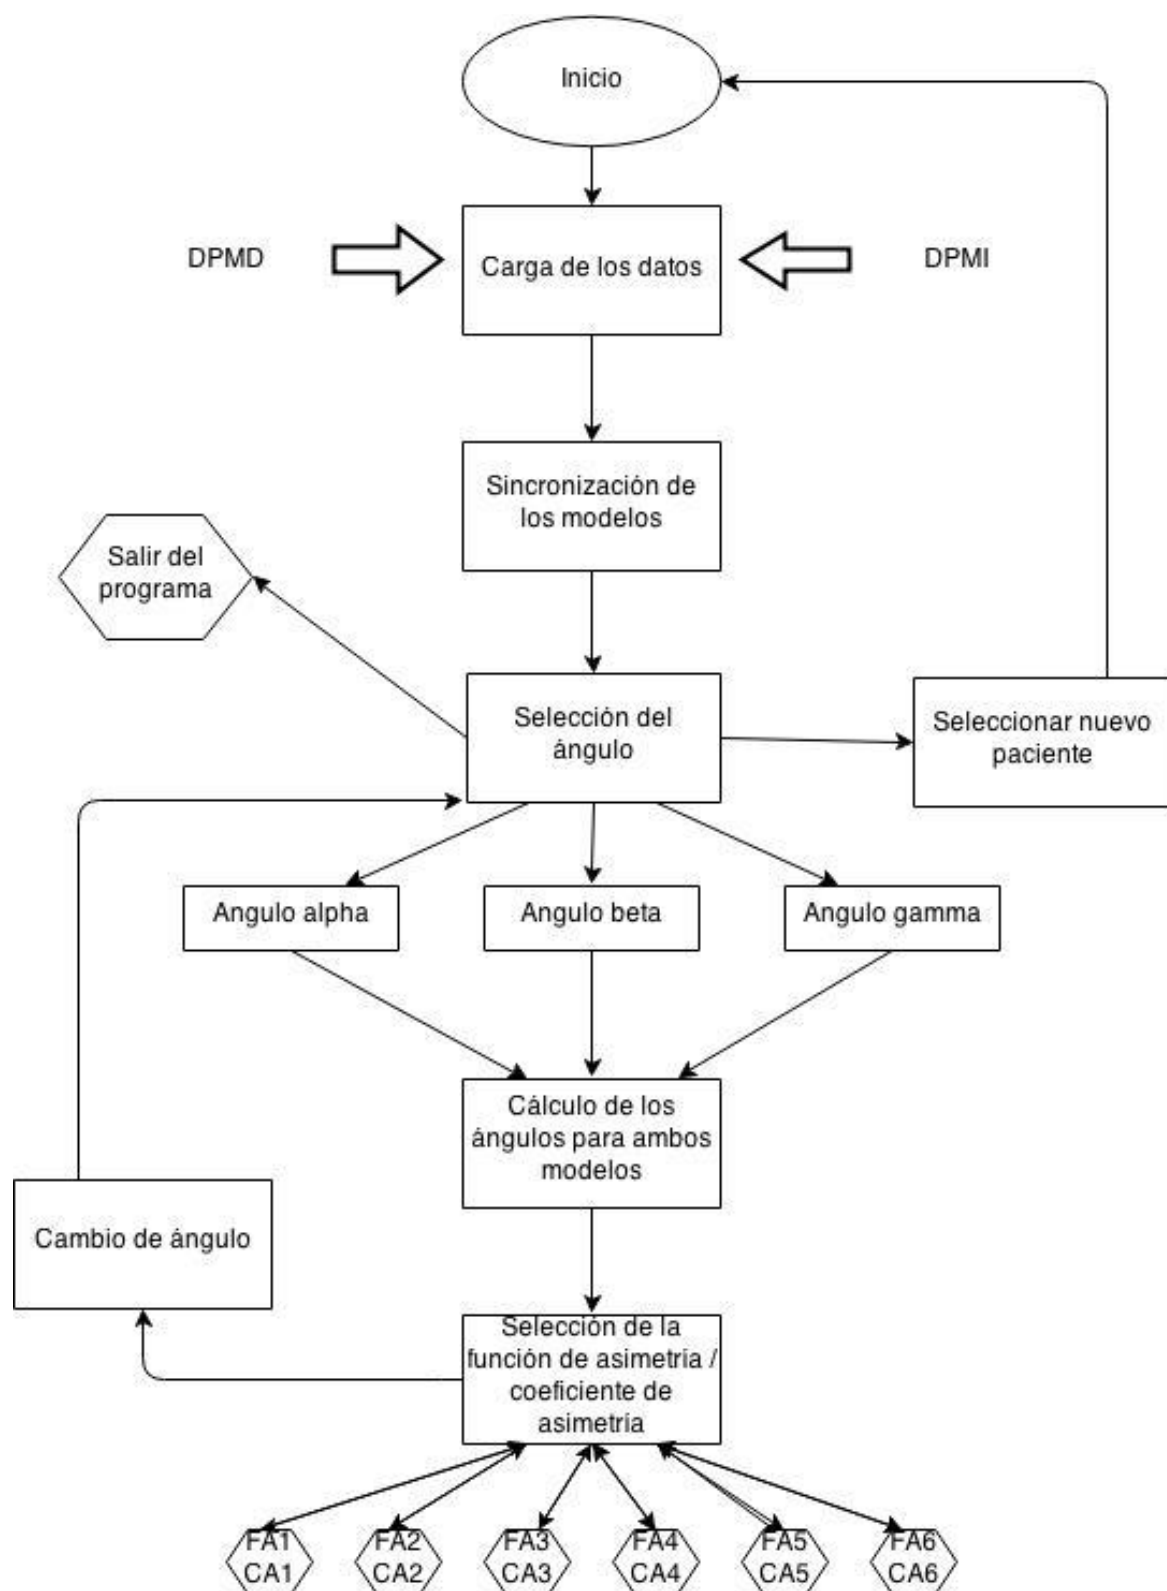 Inicio
DPMD
Carga de los datos
DPMI
Sincronización de
los modelos
Salir del
programa
Selección del
ángulo
Seleccionar nuevo
paciente
Angulo alpha
Angulo beta
Angulo gamma
Cálculo de los
ángulos para ambos
modelos
Cambio de ángulo
Selección de la
función de asimetria /
coeficiente de
asimetria
FA1
CA1
FA2
CA2
FA3
CA3
FA4
CA4
FA5
CA5
FA6
CA6